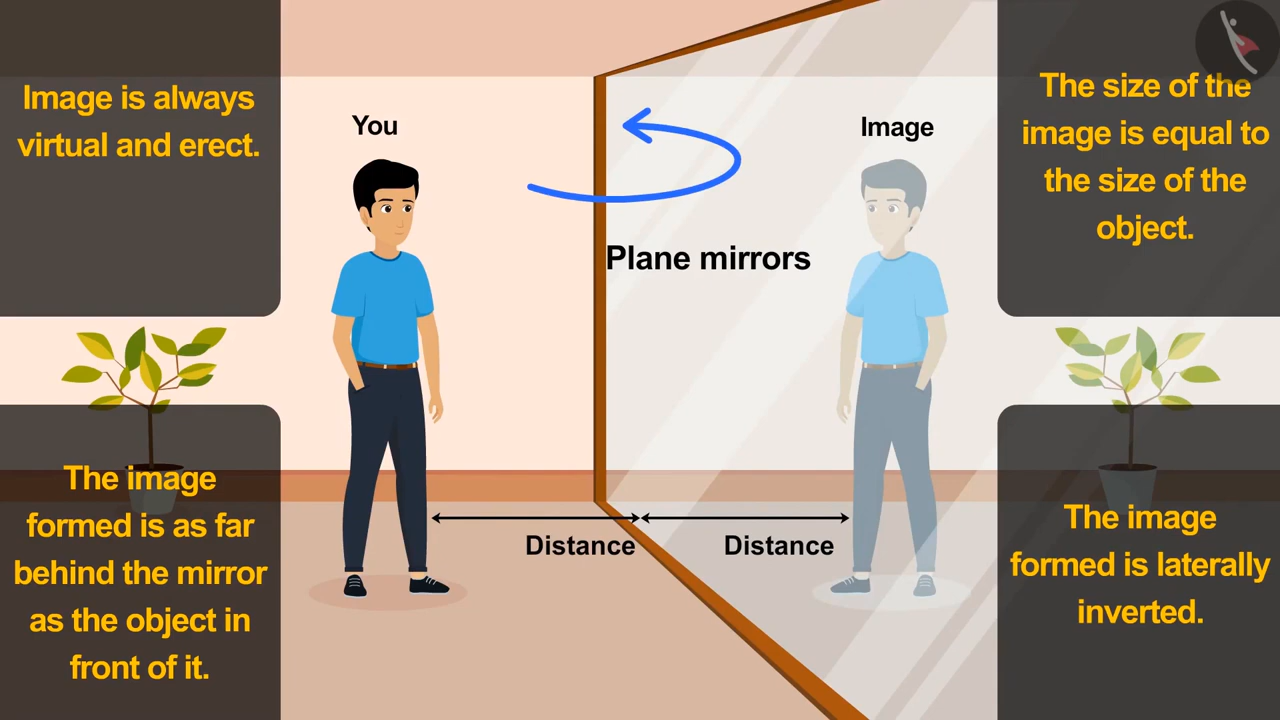 Image is always
virtual and erect.
You
Image
The size of the
image is equal to
the size of the
object.
Plane mirrors
The image
formed is as far
behind the mirror
as the object in
front of it.
Distance
Distance
The image
formed is laterally
inverted.